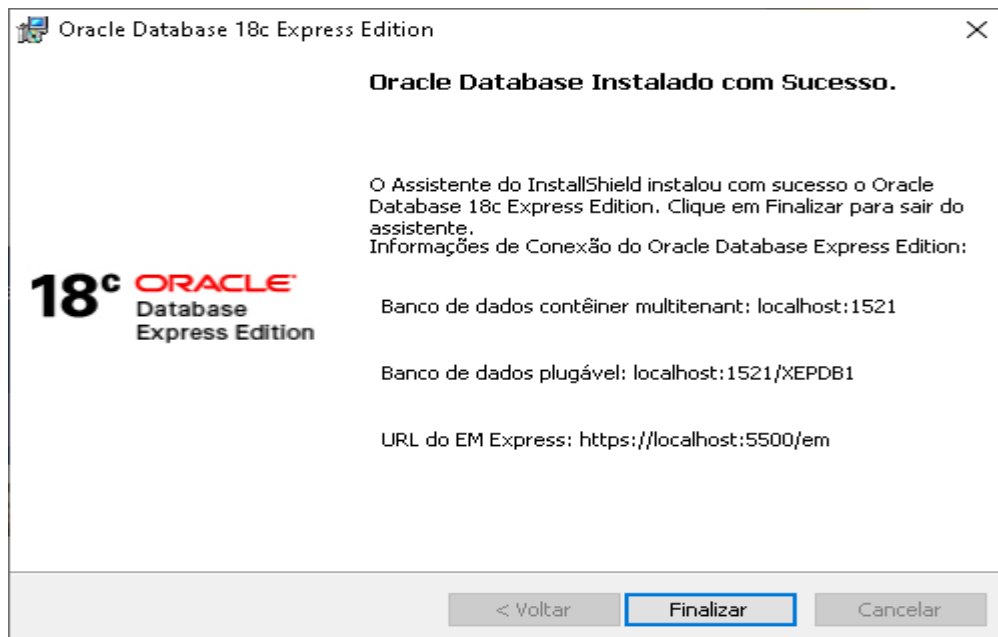 Oracle Database 18c Express Edition
Oracle Database Instalado com Sucesso.
O Assistente do InstallShield instalou com sucesso o Oracle
Database 18c Express Edition. Clique em Finalizar para sair do
assistente.
Informações de Conexão do Oracle Database Express Edition:
18c ORACLE
Database
Express Edition
Banco de dados contêiner multitenant: localhost:1521
Banco de dados plugável: localhost:1521/XEPDB1
URL do EM Express: https://localhost:5500/em
< Voltar
Finalizar
Cancelar